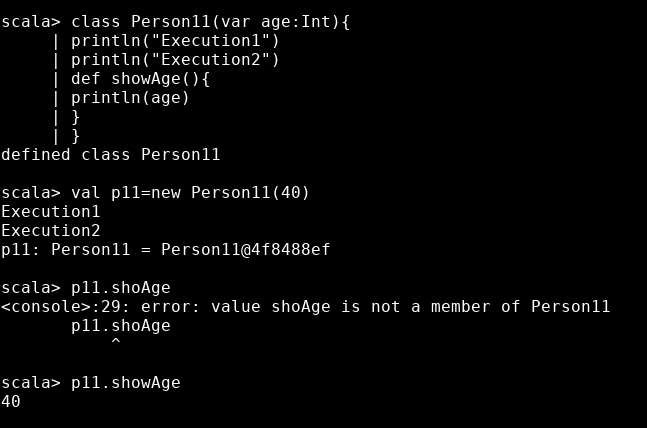 scala> class Person11(var age:Int){
     | println("Execution1")
     | println("Execution2")
     | def showAge(){
     | println(age)
     | }
     | }
defined class Person11

scala> val p11=new Person11(40)
Execution1
Execution2
p11: Person11 = Person11@4f8488ef

scala> p11.shoAge
<console>:29: error: value shoAge is not a member of Person11
       p11.shoAge
           ^

scala> p11.showAge
40